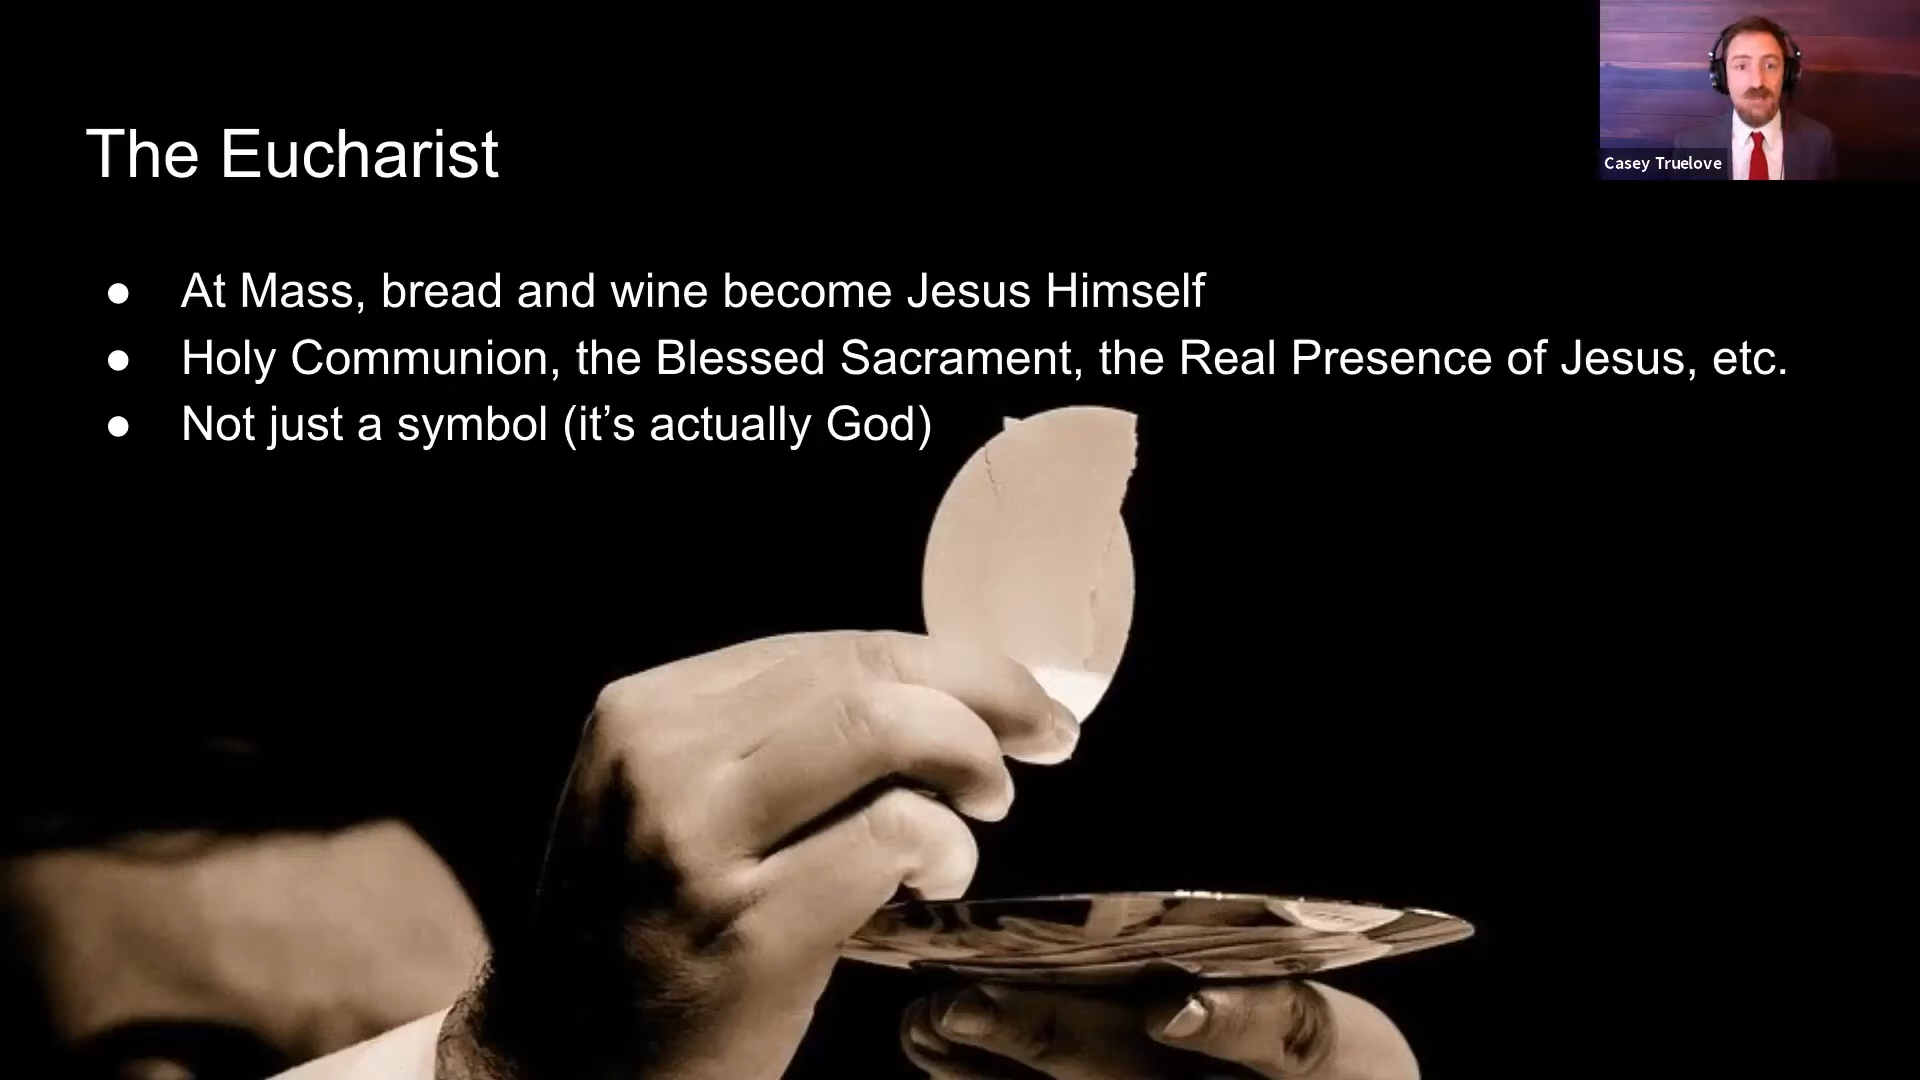 Casey Truelove
The Eucharist
● At Mass, bread and wine become Jesus Himself
● Holy Communion, the Blessed Sacrament, the Real Presence of Jesus, etc.
● Not just a symbol (it’s actually God)